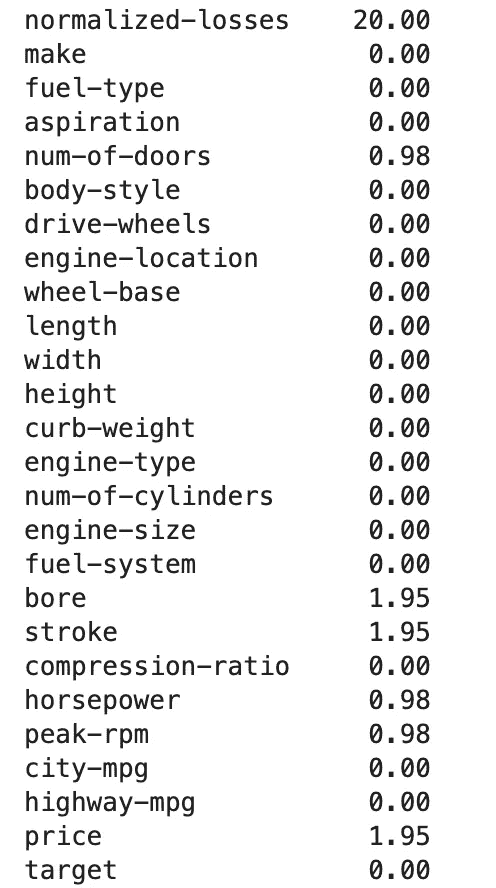 normalized-losses 20.00
make 0.00
fuel-type 0.00
aspiration 0.00
num-of-doors 0.98
body-style 0.00
drive-wheels 0.00
engine-location 0.00
wheel-base 0.00
length 0.00
width 0.00
height 0.00
curb-weight 0.00
engine-type 0.00
num-of-cylinders 0.00
engine-size 0.00
fuel-system 0.00
bore 1.95
stroke 1.95
compression-ratio 0.00
horsepower 0.98
peak-rpm 0.98
city-mpg 0.00
highway-mpg 0.00
price 1.95
target 0.00